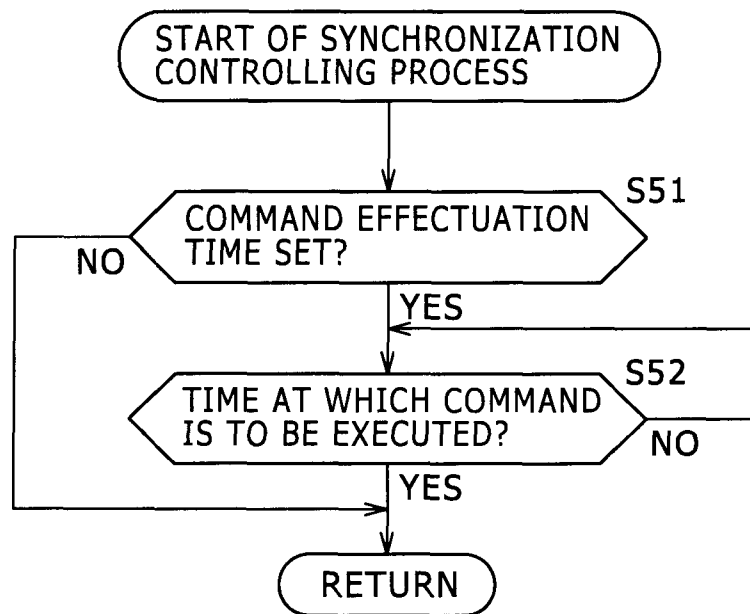 START OF SYNCHRONIZATION
CONTROLLING PROCESS
S51
COMMAND EFFECTUATION
TIME SET?
NO
YES
S52
TIME AT WHICH COMMAND
IS TO BE EXECUTED?
NO
YES
RETURN